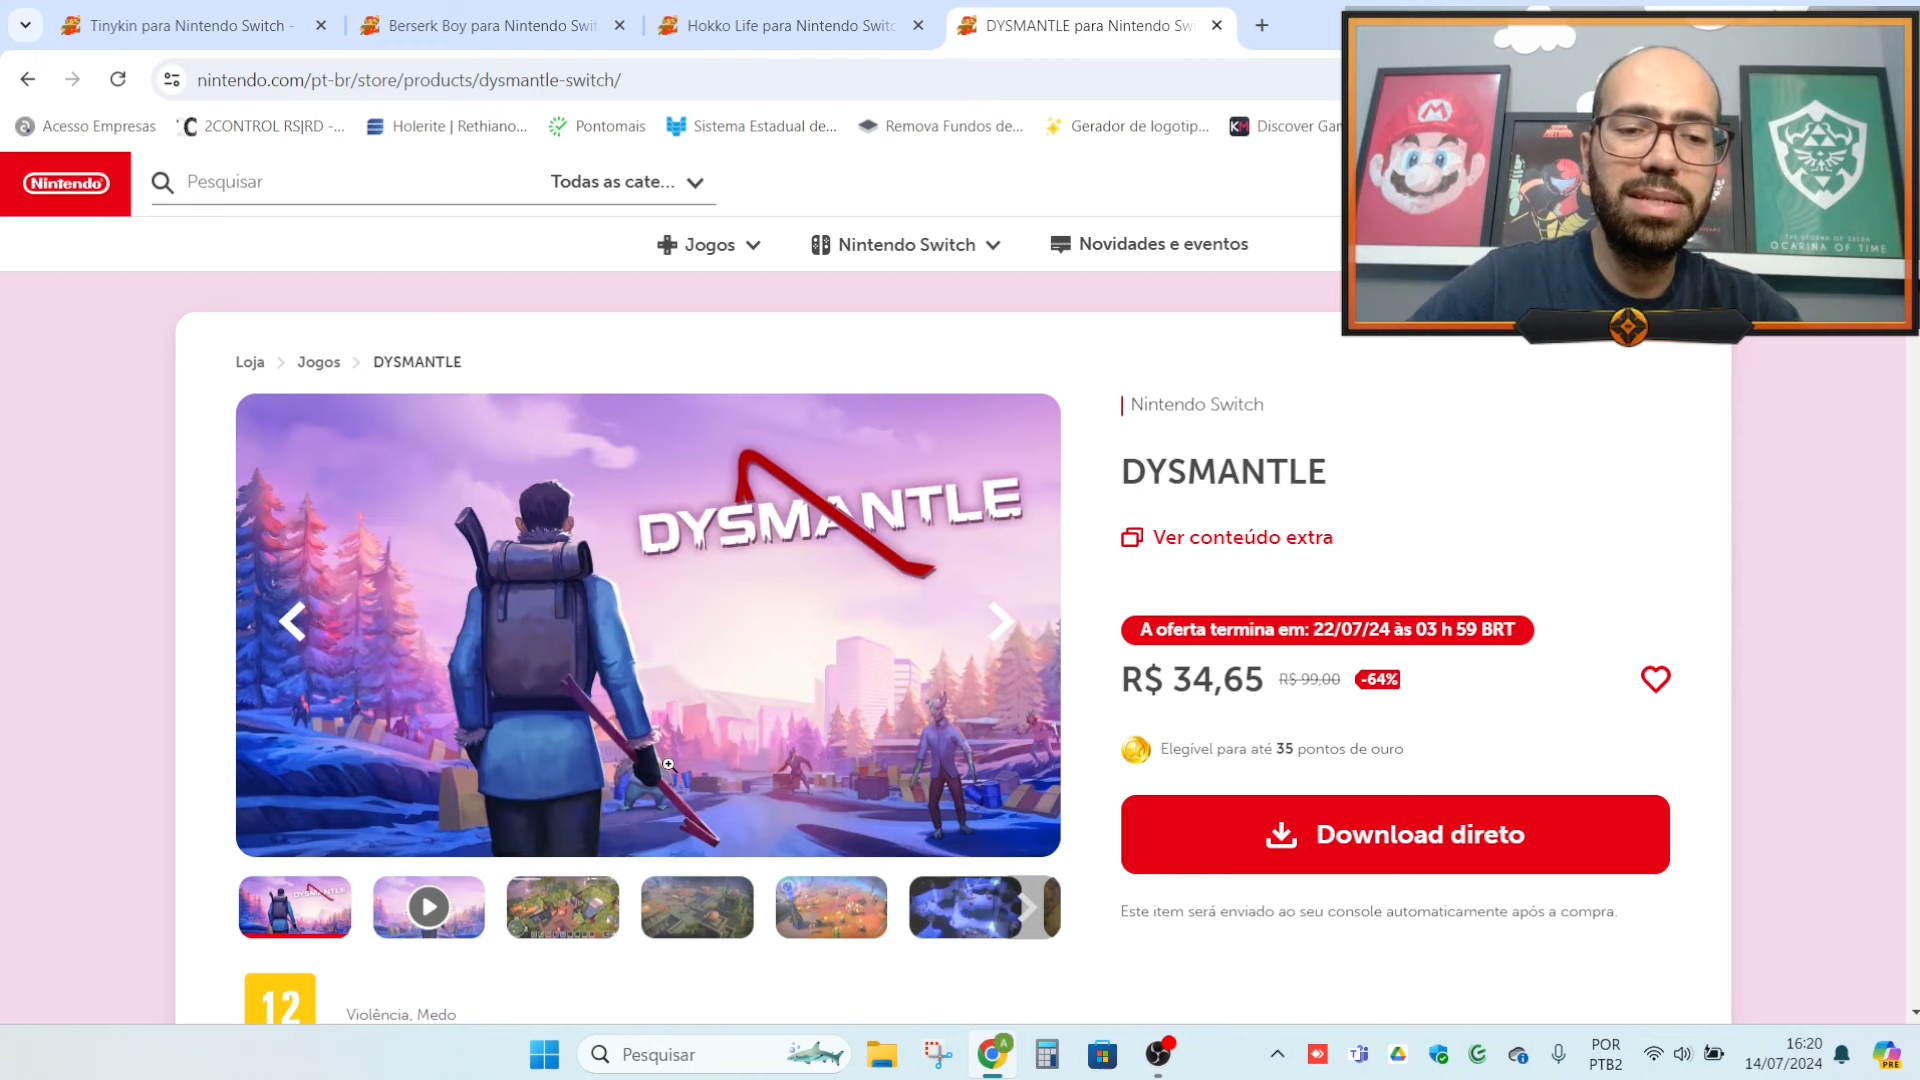 Tinykin para Nintendo Switch -
Berserk Boy para Nintendo Swit
Hokko Life para Nintendo Switc
DYSMANTLE para Nintendo Sw
nintendo.com/pt-br/store/products/dysmantle-switch/
Acesso Empresas
2CONTROL RS|RD -...
Holerite | Rethiano...
Pontomais
Sistema Estadual de...
Remova Fundos de...
Gerador de logotip...
Discover Gar
Nintendo
Pesquisar
Todas as cate...
Jogos
Nintendo Switch
Novidades e eventos
M
THE LEGEND OF ZELDA
OCARINA OF TIME
Loja
Jogos
DYSMANTLE
DYSMANTLE
Nintendo Switch
DYSMANTLE
Ver conteúdo extra
A oferta termina em: 22/07/24 às 03 h 59 BRT
R$ 34,65 R$ 99,00 -64%
Elegível para até 35 pontos de ouro
Download direto
Este item será enviado ao seu console automaticamente após a compra.
12
Violência, Medo
Pesquisar
POR
PTB2
16:20
14/07/2024
PRE